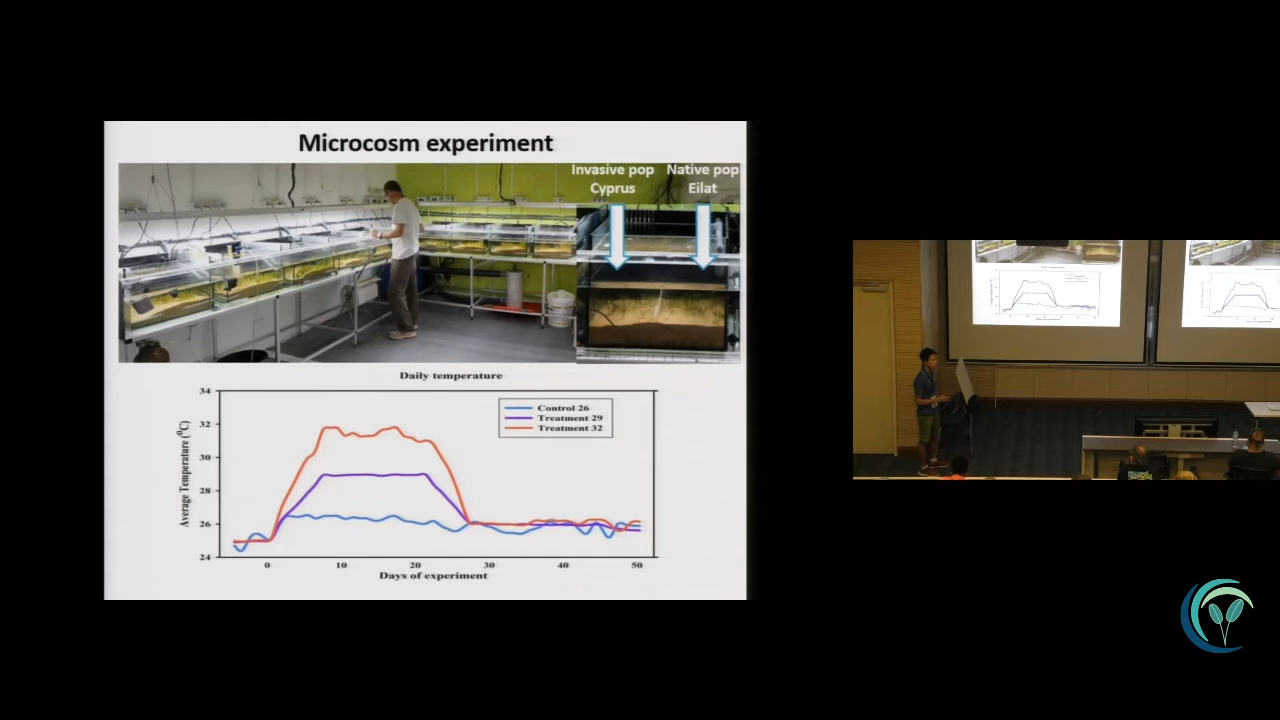 Microcosm experiment
Invasive pop
Cyprus
Native pop
Eilat
Daily temperature
Control 26
Treatment 29
Treatment 32
Average Temperature (⁰C)
34
32
30
28
26
24
0 10 20 30 40 50
Days of experiment